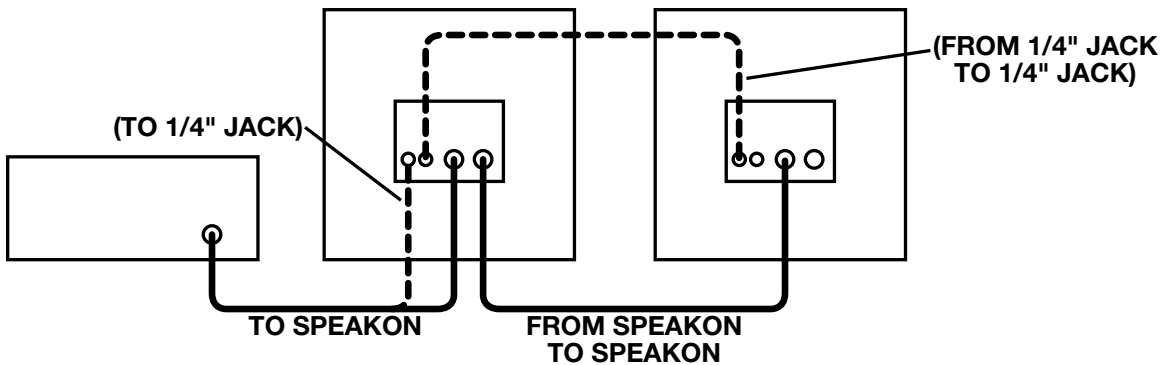 (FROM 1/4" JACK
TO 1/4" JACK)
(TO 1/4" JACK)
TO SPEAKON
FROM SPEAKON
TO SPEAKON